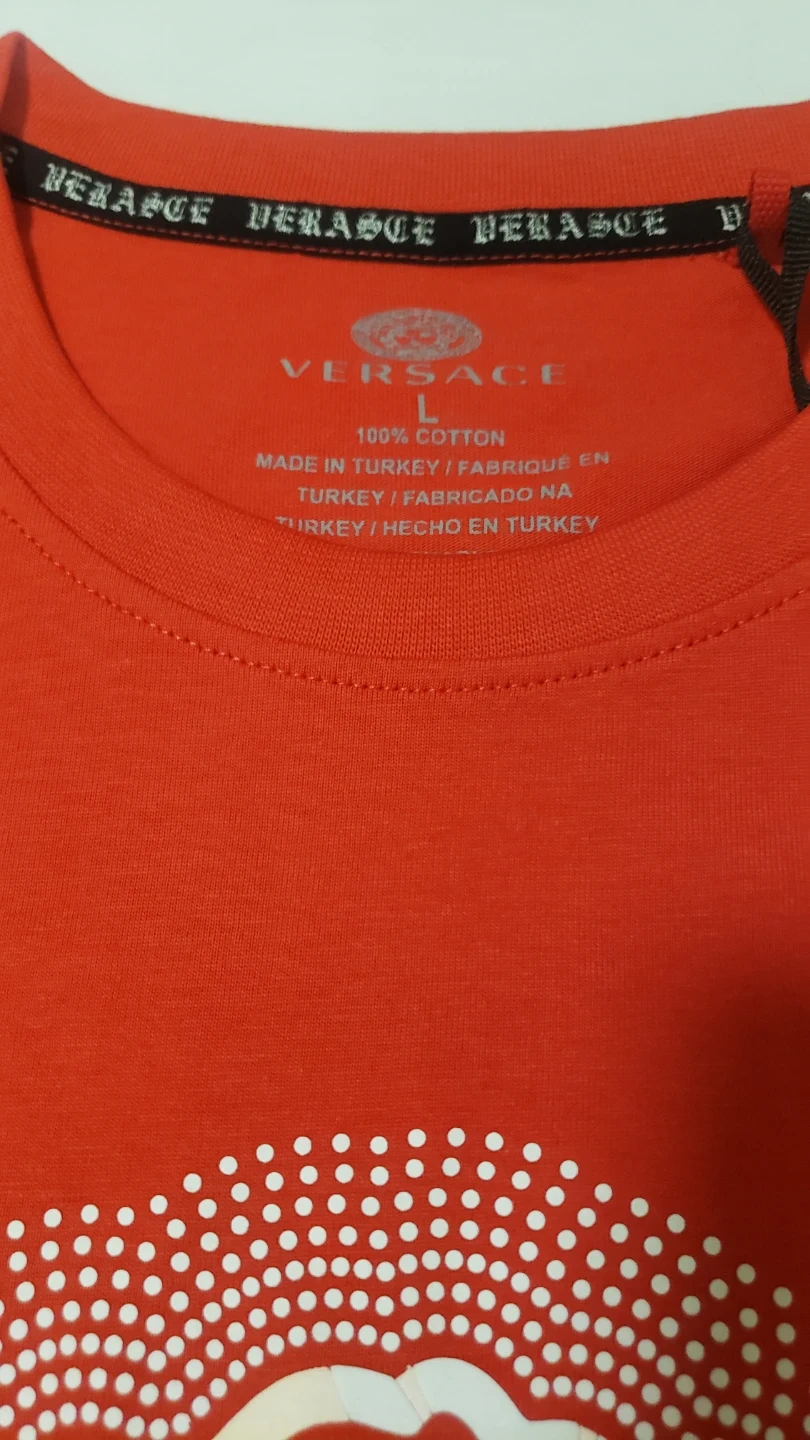 VERASCE VERASCE VERASCE V
VERSACE
L
100% COTTON
MADE IN TURKEY / FABRIQUÉ EN
TURKEY / FABRICADO NA
TURKEY / HECHO EN TURKEY